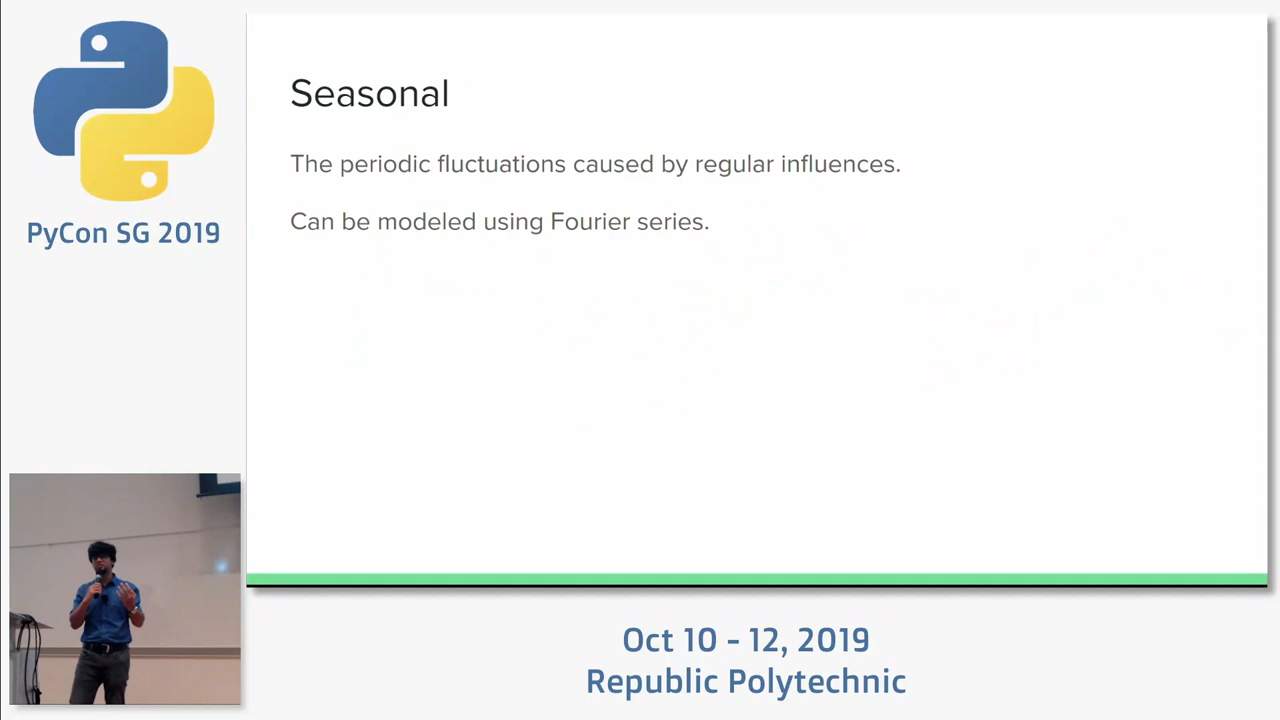 PyCon SG 2019
Seasonal
The periodic fluctuations caused by regular influences.
Can be modeled using Fourier series.
Oct 10 - 12, 2019
Republic Polytechnic